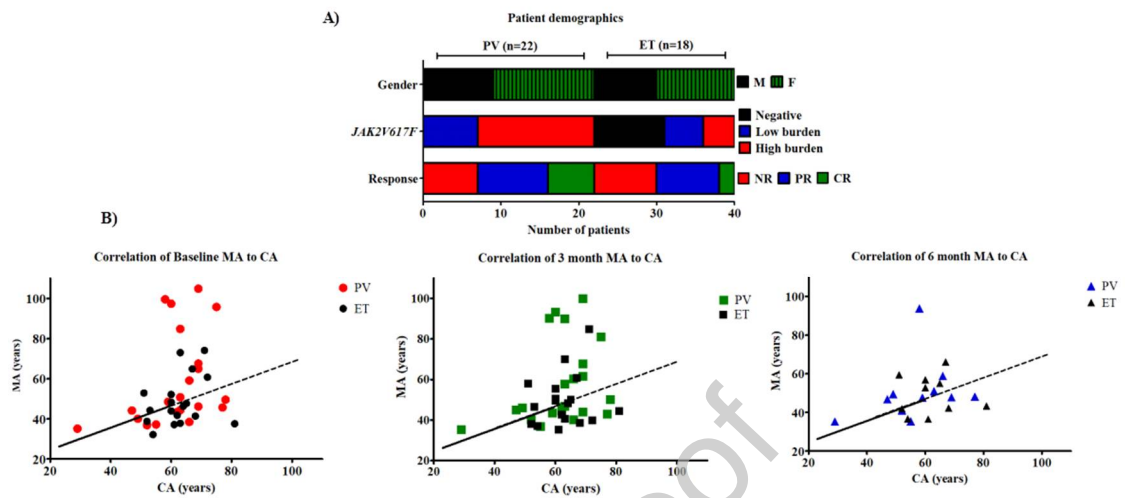 A)
Patient demographics
PV (n=22)
ET (n=18)
Gender
M F
JAK2V617F
Negative
Low burden
High burden
Response
NR PR CR
0 10 20 30 40
Number of patients
B)
Correlation of Baseline MA to CA
MA (years)
100
80
60
40
20
20 40 60 80 100
CA (years)
PV
ET
Correlation of 3 month MA to CA
MA (years)
100
80
60
40
20
20 40 60 80 100
CA (years)
PV
ET
Correlation of 6 month MA to CA
MA (years)
100
80
60
40
20
20 40 60 80 100
CA (years)
PV
ET
oof